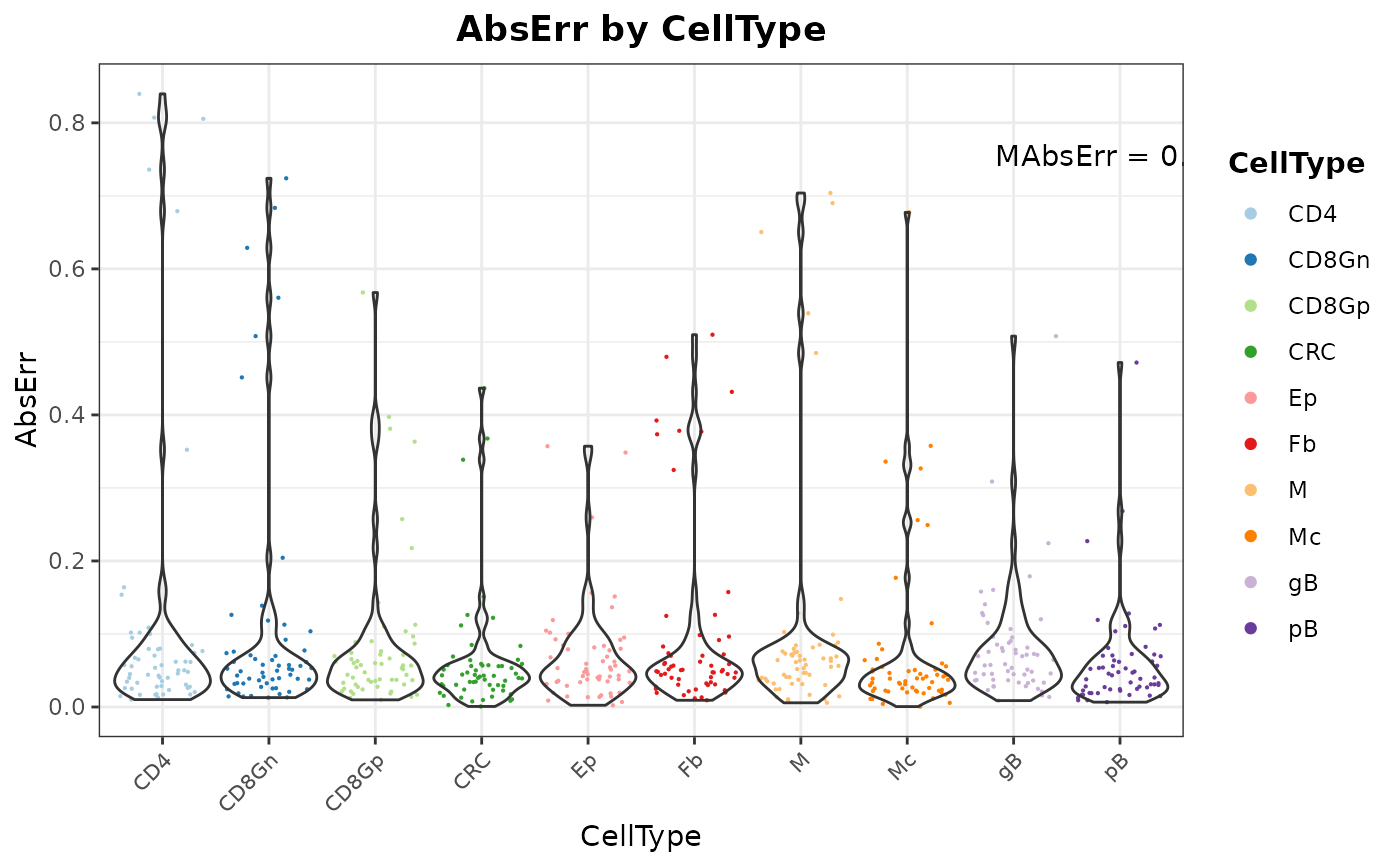 AbsErr by CellType
AbsErr
0.8
0.6
0.4
0.2
0.0
MAbsErr = 0.
CD4
CD8Gn
CD8Gp
CRC
Ep
Fb
M
Mc
gB
pB
CellType
CellType
CD4
CD8Gn
CD8Gp
CRC
Ep
Fb
M
Mc
gB
pB